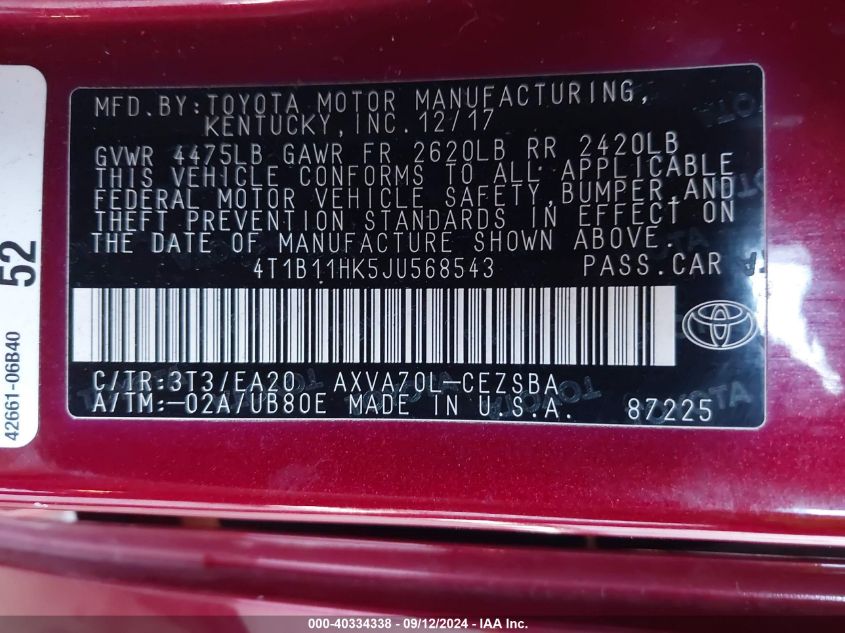 MFD.BY:TOYOTA MOTOR MANUFACTURING,
KENTUCKY,INC.12/17
GVWR 4475LB GAWR FR 2620LB RR 2420LB
THIS VEHICLE CONFORMS TO ALL APPLICABLE
FEDERAL MOTOR VEHICLE SAFETY,BUMPER,AND
THEFT PREVENTION STANDARDS IN EFFECT ON
THE DATE OF MANUFACTURE SHOWN ABOVE.
4T1B11HK5JU568543 PASS.CAR
C/TR:3T3/EA20 AXVA70L-CEZSBA
A/TM:-02A/UB80E MADE IN U.S.A. 87225
52
42661-06B40
000-40334338 - 09/12/2024 - IAA Inc.